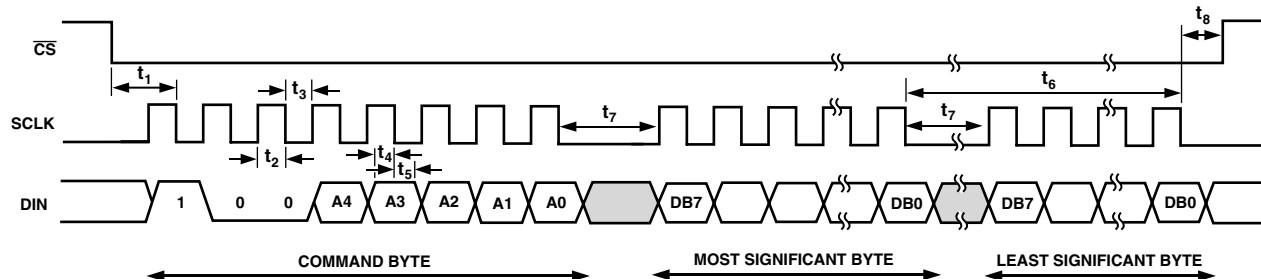 t8
CS
t1
t3
t6
SCLK
t7
t7
t2
t4
t5
DIN
1 0 0 A4 A3 A2 A1 A0 DB7 DB0 DB7 DB0
COMMAND BYTE
MOST SIGNIFICANT BYTE
LEAST SIGNIFICANT BYTE